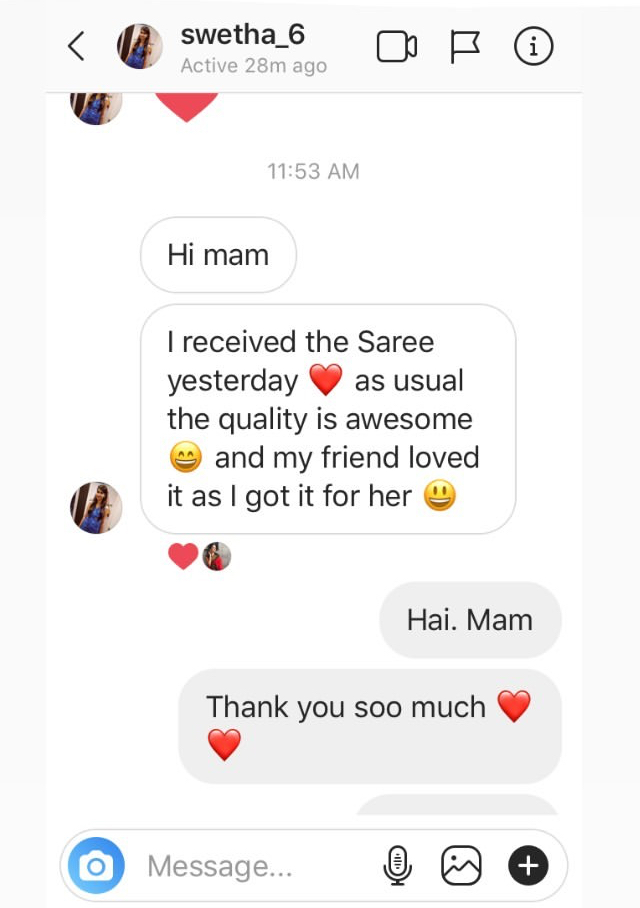 swetha_6
Active 28m ago
11:53 AM
Hi mam
I received the Saree
yesterday ❤️ as usual
the quality is awesome
😄 and my friend loved
it as I got it for her 😃
Hai. Mam
Thank you soo much ❤️
❤️
Message...